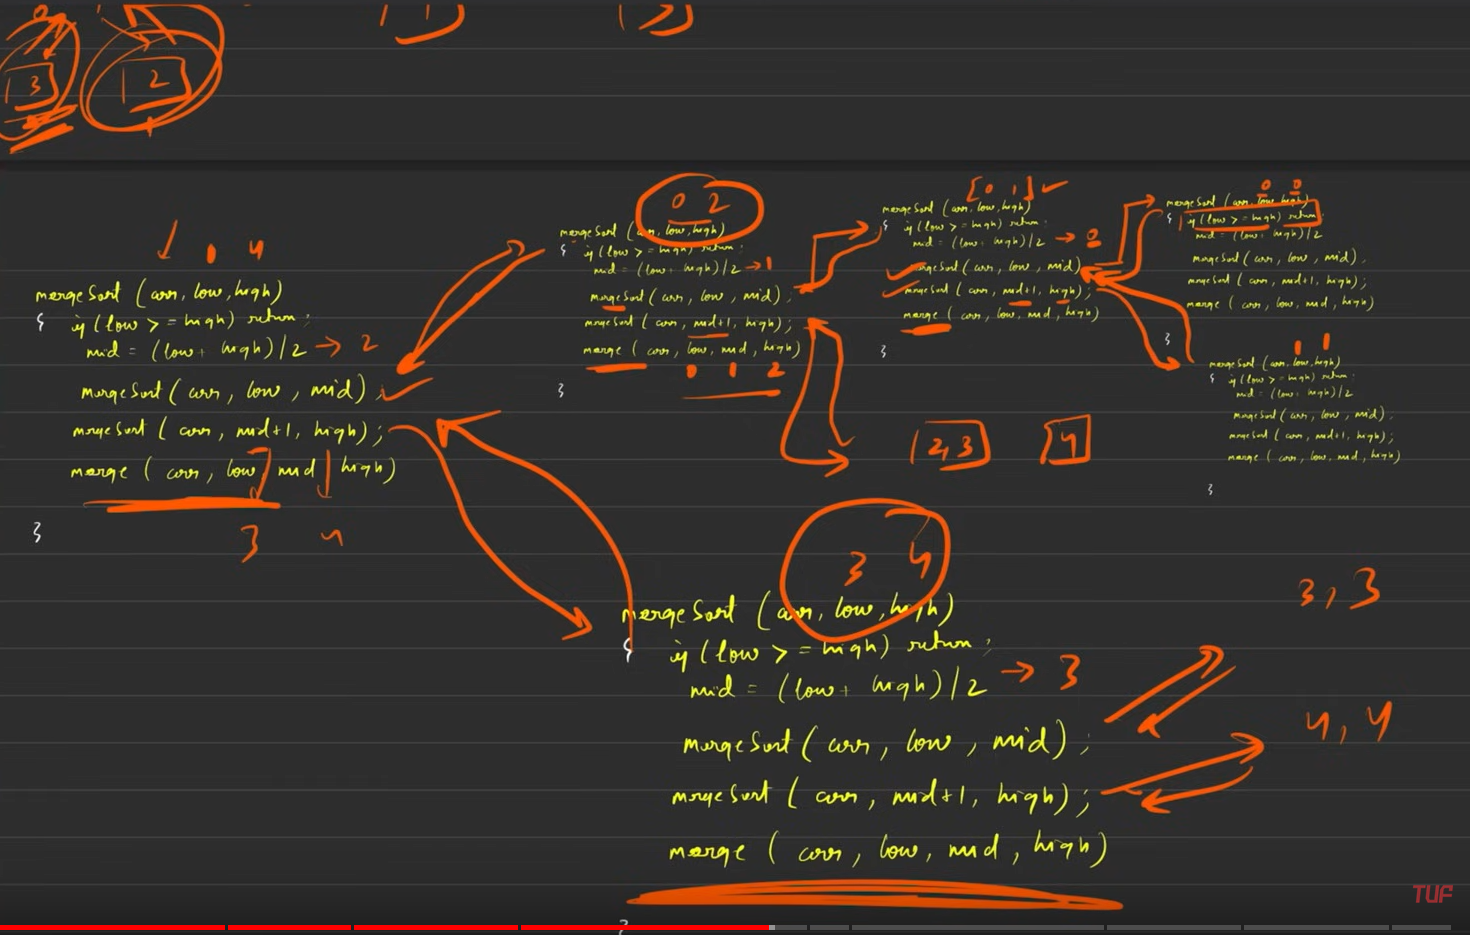 3
2
1
3
0 4
mergeSort (arr, low, high)
{ if (low >= high) return;
mid = (low + high)/2 → 2
mergeSort (arr, low, mid);
mergeSort (arr, mid+1, high);
merge (arr, low, mid, high)
3 4
}
0 2
mergeSort (arr, low, high)
{ if (low >= high) return;
mid = (low + high)/2 → 1
mergeSort (arr, low, mid);
mergeSort (arr, mid+1, high);
merge (arr, low, mid, high)
0 1 2
}
[0 1] ✓
mergeSort (arr, low, high)
{ if (low >= high) return;
mid = (low + high)/2 → 0
mergeSort (arr, low, mid)
mergeSort (arr, mid+1, high);
merge (arr, low, mid, high)
}
0 0
mergeSort (arr, low, high)
{ if (low >= high) return;
mid = (low + high)/2
mergeSort (arr, low, mid),
mergeSort (arr, mid+1, high);
merge (arr, low, mid, high)
}
1 1
mergeSort (arr, low, high)
{ if (low >= high) return;
mid = (low + high)/2
mergeSort (arr, low, mid);
mergeSort (arr, mid+1, high);
merge (arr, low, mid, high)
}
2,3 4
3 4
mergeSort (arr, low, high)
{ if (low >= high) return;
mid = (low + high)/2 → 3
mergeSort (arr, low, mid);
mergeSort (arr, mid+1, high);
merge (arr, low, mid, high)
3, 3
4, 4
TUF